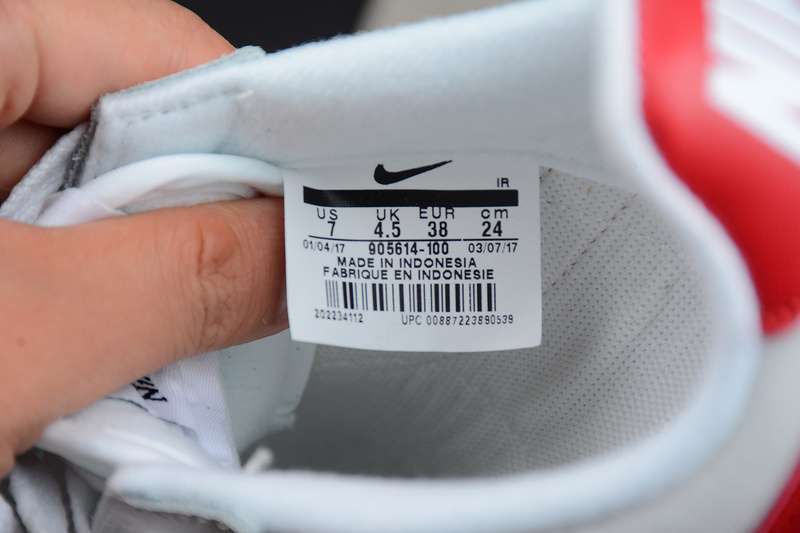 IR
US UK EUR cm
7 4.5 38 24
01/04/17 905614-100 03/07/17
MADE IN INDONESIA
FABRIQUE EN INDONESIE
202234112 UPC 00887223890539